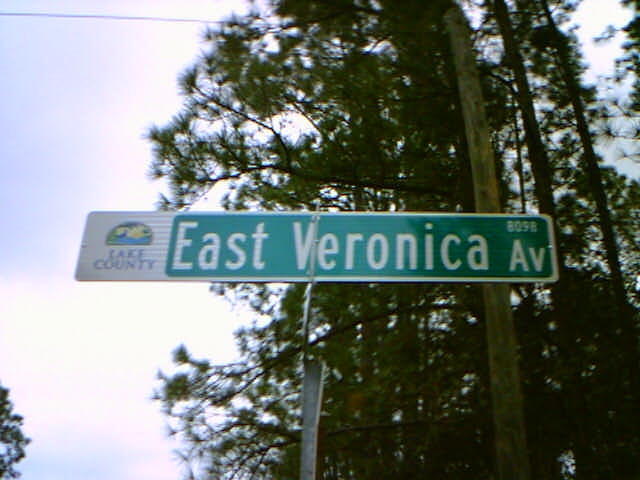 LAKE
COUNTY
East Veronica
8098
Av